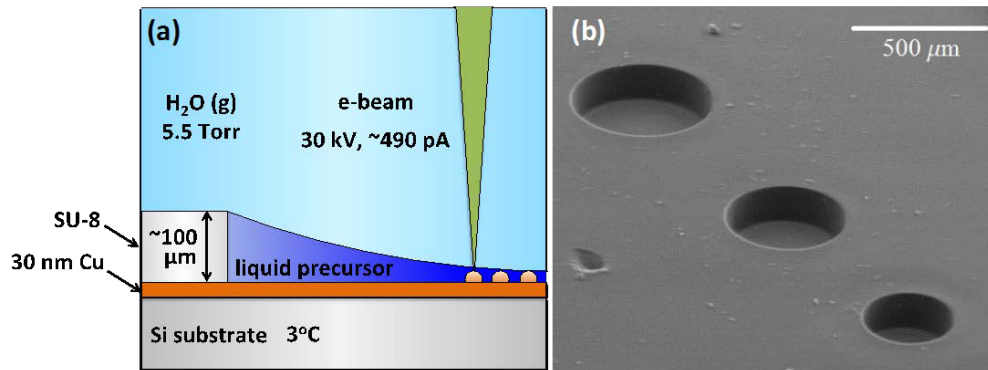 (a)
H₂O (g)
5.5 Torr
e-beam
30 kV, ~490 pA
SU-8
~100
µm
30 nm Cu
liquid precursor
Si substrate 3°C
(b)
500 µm